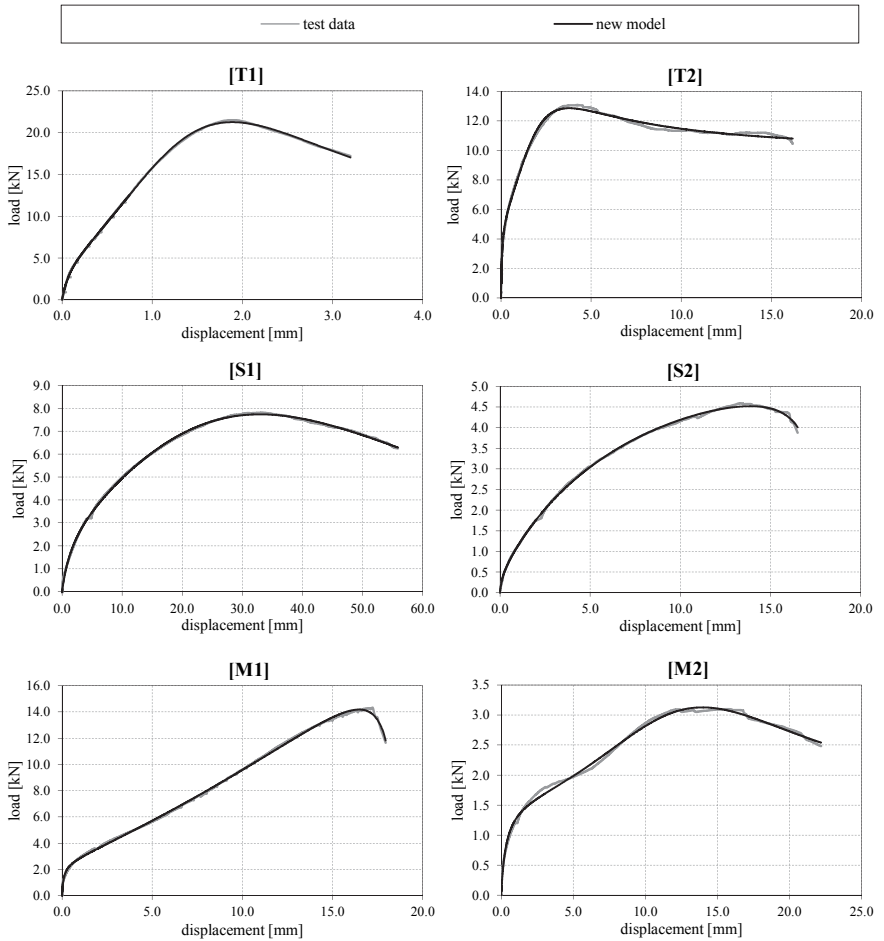 test data
new model
[T1]
25.0
20.0
15.0
10.0
5.0
0.0
load [kN]
0.0 1.0 2.0 3.0 4.0
displacement [mm]
[T2]
14.0
12.0
10.0
8.0
6.0
4.0
2.0
0.0
load [kN]
0.0 5.0 10.0 15.0 20.0
displacement [mm]
[S1]
9.0
8.0
7.0
6.0
5.0
4.0
3.0
2.0
1.0
0.0
load [kN]
0.0 10.0 20.0 30.0 40.0 50.0 60.0
displacement [mm]
[S2]
5.0
4.5
4.0
3.5
3.0
2.5
2.0
1.5
1.0
0.5
0.0
load [kN]
0.0 5.0 10.0 15.0 20.0
displacement [mm]
[M1]
16.0
14.0
12.0
10.0
8.0
6.0
4.0
2.0
0.0
load [kN]
0.0 5.0 10.0 15.0 20.0
displacement [mm]
[M2]
3.5
3.0
2.5
2.0
1.5
1.0
0.5
0.0
load [kN]
0.0 5.0 10.0 15.0 20.0 25.0
displacement [mm]